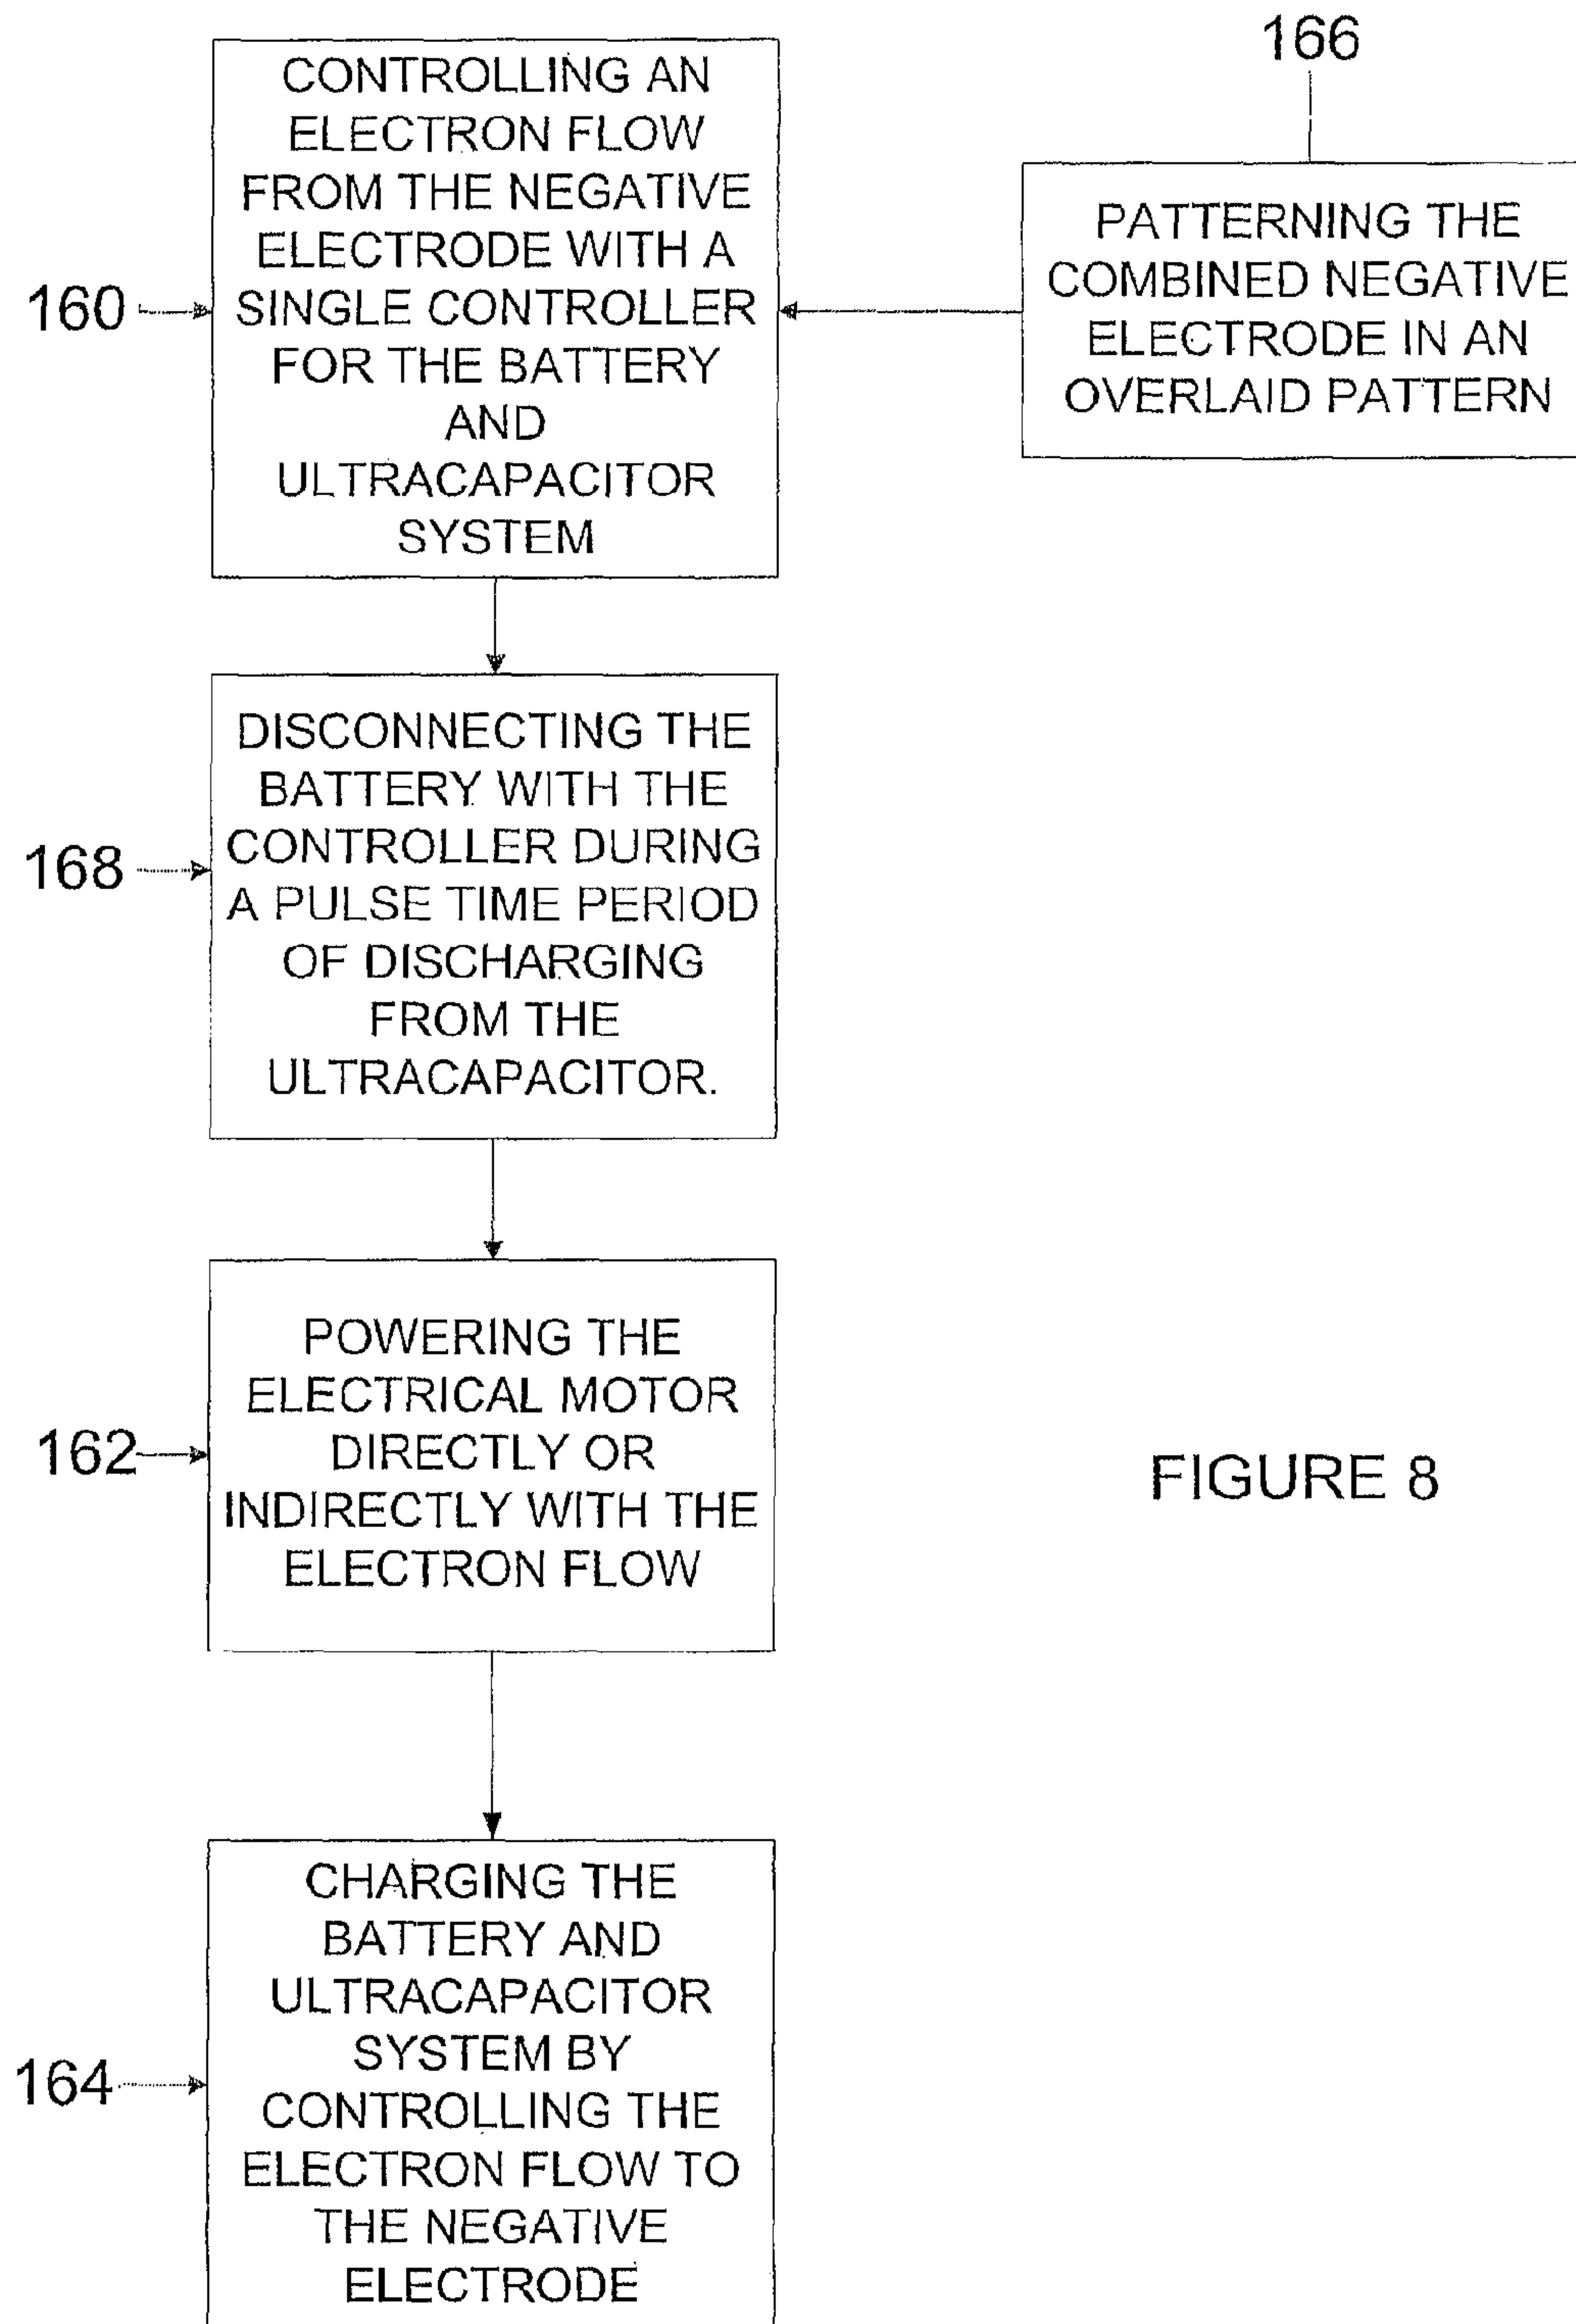 166
CONTROLLING AN
ELECTRON FLOW
FROM THE NEGATIVE
ELECTRODE WITH A
SINGLE CONTROLLER
FOR THE BATTERY
AND
ULTRACAPACITOR
SYSTEM
160
PATTERNING THE
COMBINED NEGATIVE
ELECTRODE IN AN
OVERLAID PATTERN
DISCONNECTING THE
BATTERY WITH THE
CONTROLLER DURING
A PULSE TIME PERIOD
OF DISCHARGING
FROM THE
ULTRACAPACITOR.
168
POWERING THE
ELECTRICAL MOTOR
DIRECTLY OR
INDIRECTLY WITH THE
ELECTRON FLOW
162
FIGURE 8
CHARGING THE
BATTERY AND
ULTRACAPACITOR
SYSTEM BY
CONTROLLING THE
ELECTRON FLOW TO
THE NEGATIVE
ELECTRODE
164